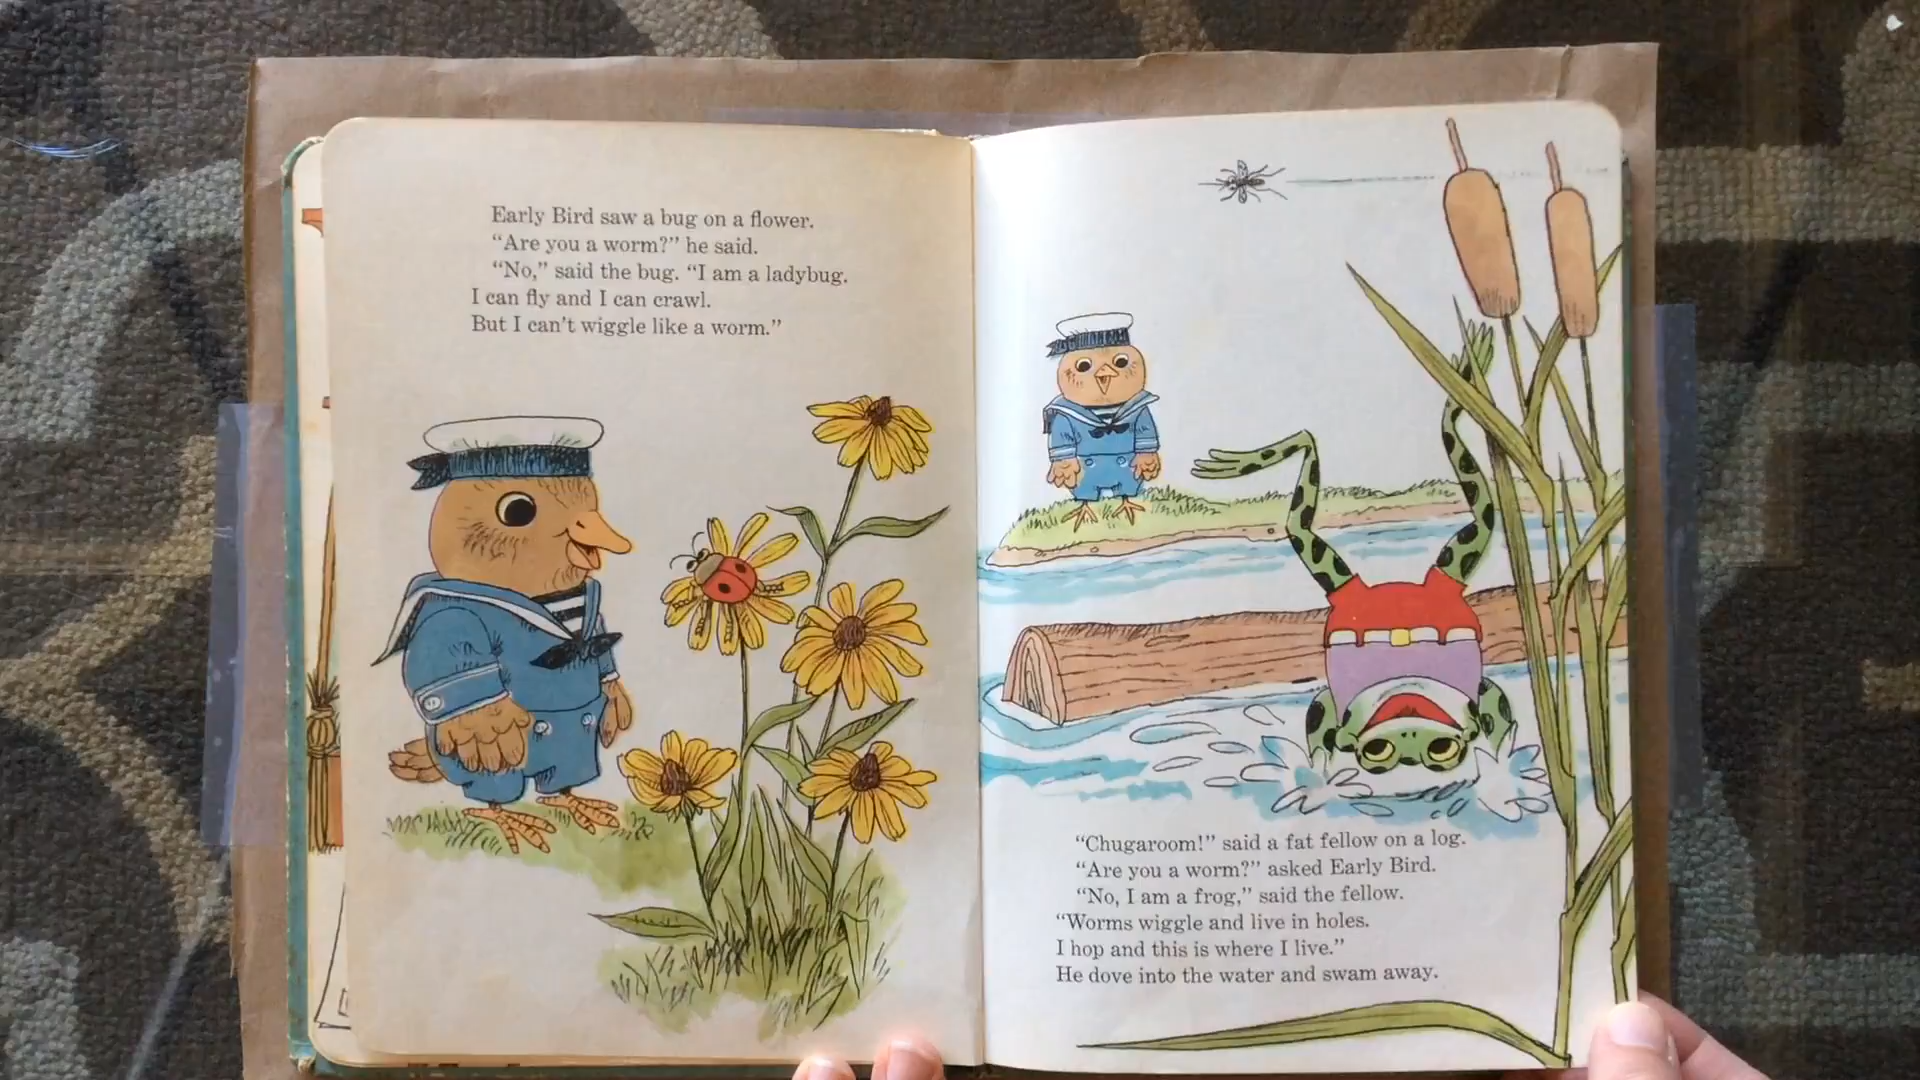 Early Bird saw a bug on a flower.
“Are you a worm?” he said.
“No,” said the bug. “I am a ladybug.
I can fly and I can crawl.
But I can’t wiggle like a worm.”
“Chugaroom!” said a fat fellow on a log.
“Are you a worm?” asked Early Bird.
“No, I am a frog,” said the fellow.
“Worms wiggle and live in holes.
I hop and this is where I live.”
He dove into the water and swam away.